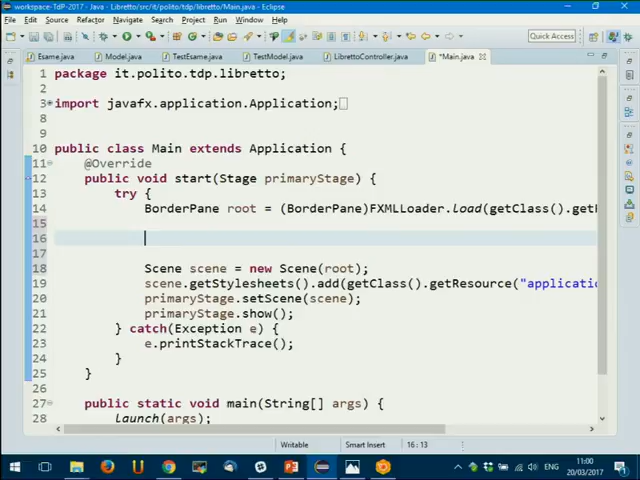 workspace-TdP-2017 - Java - Libretto/src/it/polito/tdp/libretto/Main.java - Eclipse
File Edit Source Refactor Navigate Search Project Run Window Help
Quick Access
Esame.java Model.java TestEsame.java TestModel.java LibrettoController.java *Main.java
1 package it.polito.tdp.libretto;
2
3 import javafx.application.Application;
8
9
10 public class Main extends Application {
11 @Override
12 public void start(Stage primaryStage) {
13 try {
14 BorderPane root = (BorderPane)FXMLLoader.load(getClass().getR
15
16
17
18 Scene scene = new Scene(root);
19 scene.getStylesheets().add(getClass().getResource("applicatio
20 primaryStage.setScene(scene);
21 primaryStage.show();
22 } catch(Exception e) {
23 e.printStackTrace();
24 }
25 }
26
27 public static void main(String[] args) {
28 launch(args);
Writable Smart Insert 16 : 13
ENG 11:00
20/03/2017